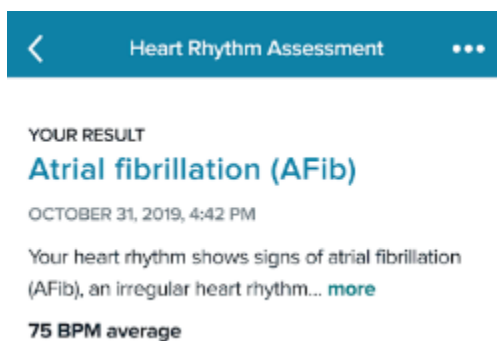 Heart Rhythm Assessment
YOUR RESULT
Atrial fibrillation (AFib)
OCTOBER 31, 2019, 4:42 PM
Your heart rhythm shows signs of atrial fibrillation
(AFib), an irregular heart rhythm... more
75 BPM average